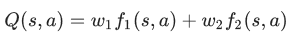 Q(s, a) = w₁f₁(s, a) + w₂f₂(s, a)